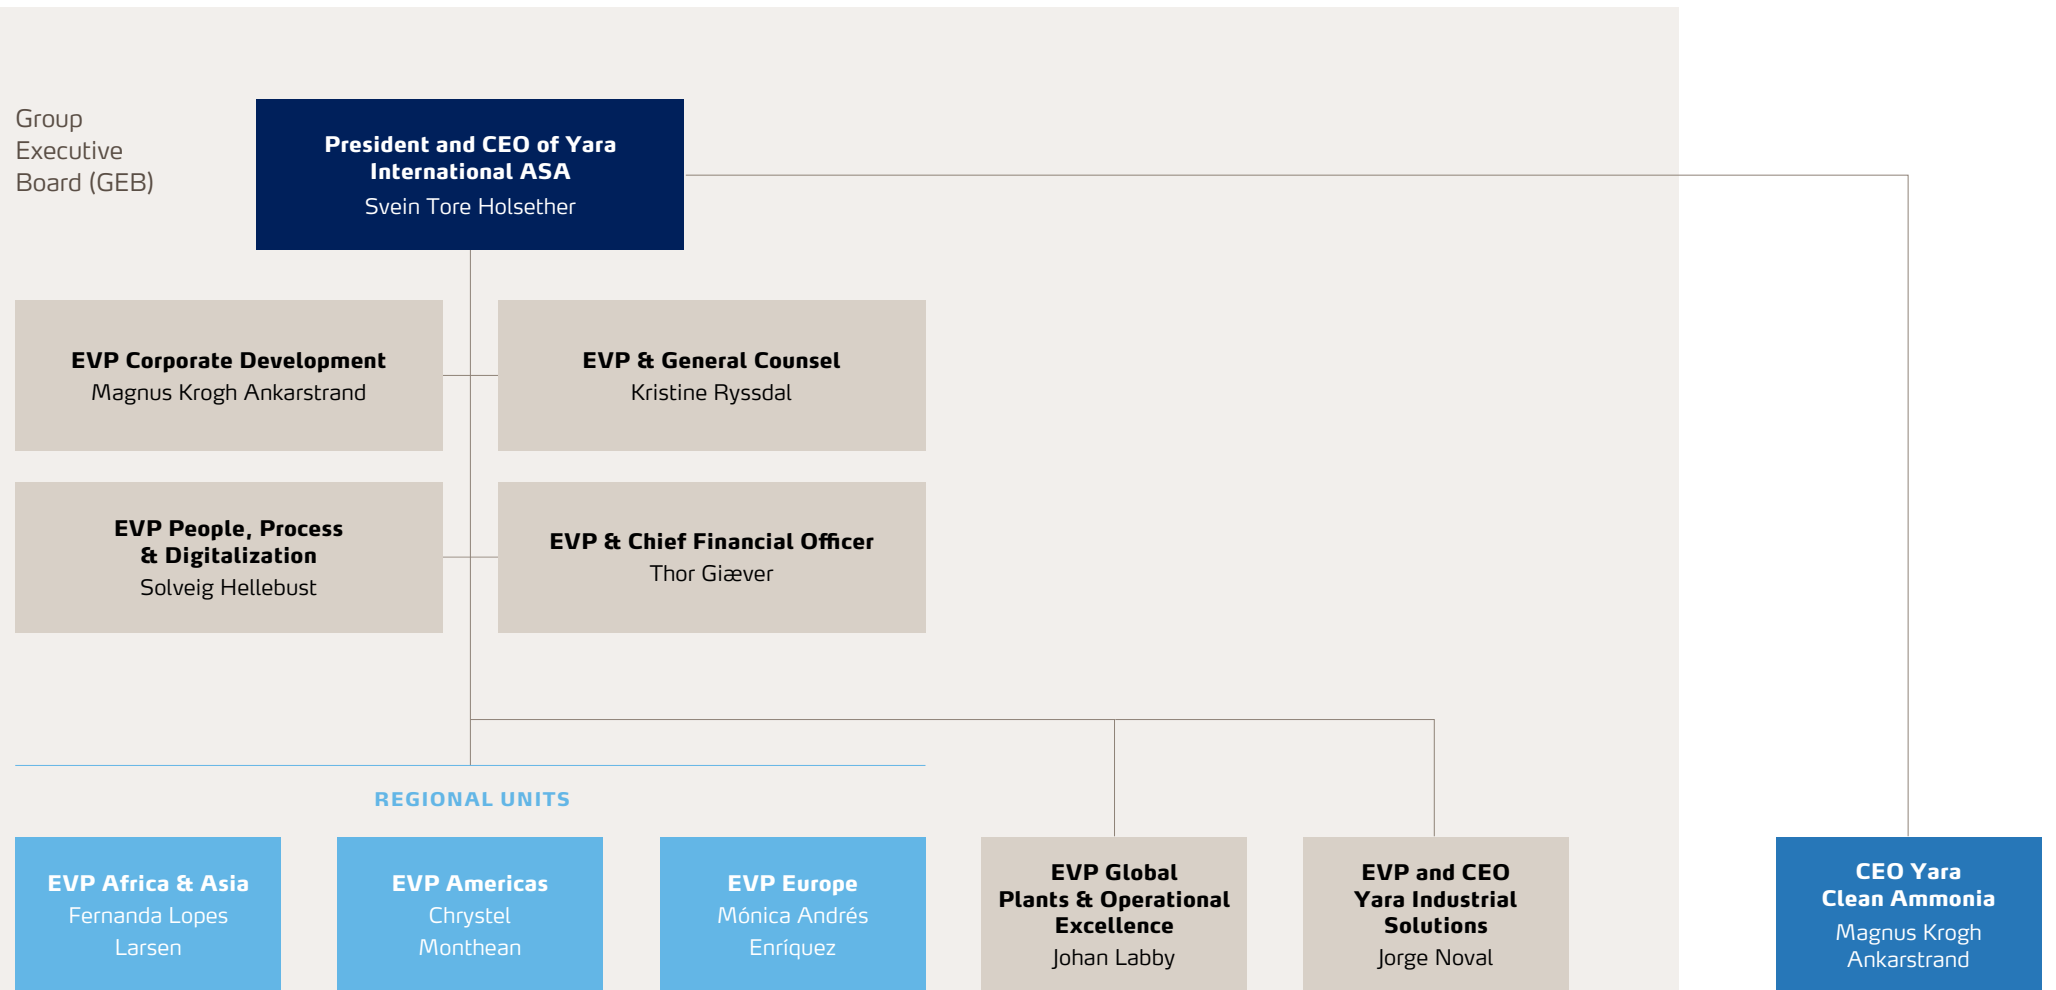 Group
Executive
Board (GEB)
President and CEO of Yara
International ASA
Svein Tore Holsether
EVP Corporate Development
Magnus Krogh Ankarstrand
EVP & General Counsel
Kristine Ryssdal
EVP People, Process
& Digitalization
Solveig Hellebust
EVP & Chief Financial Officer
Thor Giæver
REGIONAL UNITS
EVP Africa & Asia
Fernanda Lopes
Larsen
EVP Americas
Chrystel
Monthean
EVP Europe
Mónica Andrés
Enríquez
EVP Global
Plants & Operational
Excellence
Johan Labby
EVP and CEO
Yara Industrial
Solutions
Jorge Noval
CEO Yara
Clean Ammonia
Magnus Krogh
Ankarstrand